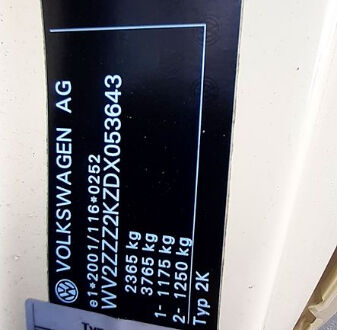 VOLKSWAGEN AG
e1*2001/116*0252
WV2ZZZ2KZDX053643
2365 kg
3765 kg
1- 1175 kg
2- 1250 kg
Typ 2K